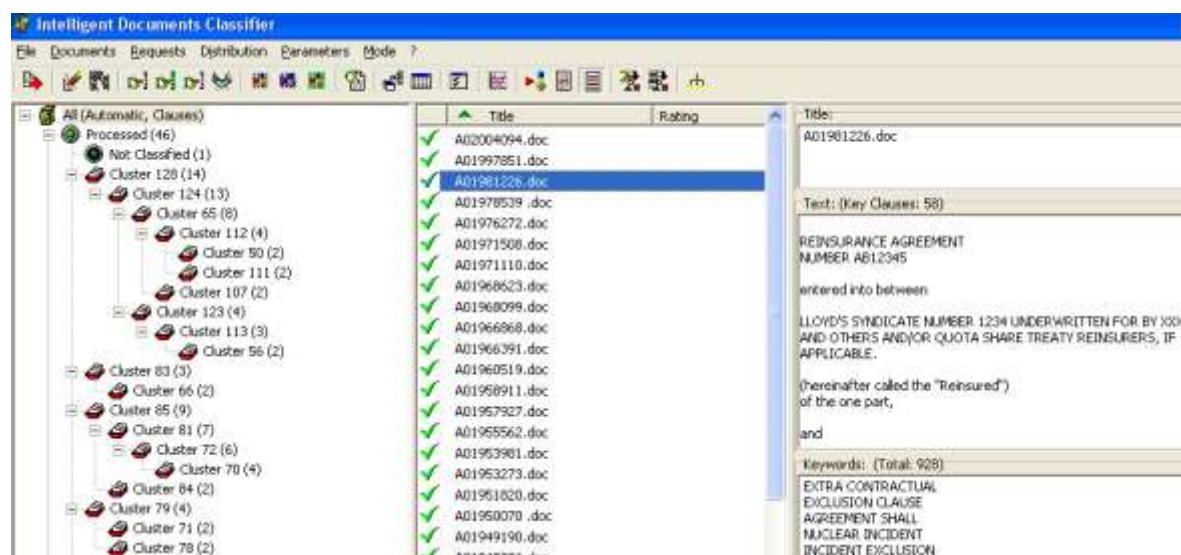 Intelligent Documents Classifier
File Documents Requests Distribution Parameters Mode ?
All (Automatic, Clauses)
Processed (46)
Not Classified (1)
Cluster 128 (14)
Cluster 124 (13)
Cluster 65 (8)
Cluster 112 (4)
Cluster 50 (2)
Cluster 111 (2)
Cluster 107 (2)
Cluster 123 (4)
Cluster 113 (3)
Cluster 56 (2)
Cluster 83 (3)
Cluster 66 (2)
Cluster 85 (9)
Cluster 81 (7)
Cluster 72 (6)
Cluster 70 (4)
Cluster 84 (2)
Cluster 79 (4)
Cluster 71 (2)
Cluster 78 (2)
Title Rating
A02004094.doc
A01997851.doc
A01981226.doc
A01978539 .doc
A01976272.doc
A01971508.doc
A01971110.doc
A01968623.doc
A01968099.doc
A01966868.doc
A01966391.doc
A01960519.doc
A01958911.doc
A01957927.doc
A01955562.doc
A01953981.doc
A01953273.doc
A01951820.doc
A01950070 .doc
A01949190.doc
Title:
A01981226.doc
Text: (Key Clauses: 58)
REINSURANCE AGREEMENT
NUMBER AB12345
entered into between
LLOYD'S SYNDICATE NUMBER 1234 UNDERWRITTEN FOR BY XXX
AND OTHERS AND/OR QUOTA SHARE TREATY REINSURERS, IF
APPLICABLE.
(hereinafter called the "Reinsured")
of the one part,
and
Keywords: (Total: 928)
EXTRA CONTRACTUAL
EXCLUSION CLAUSE
AGREEMENT SHALL
NUCLEAR INCIDENT
INCIDENT EXCLUSION